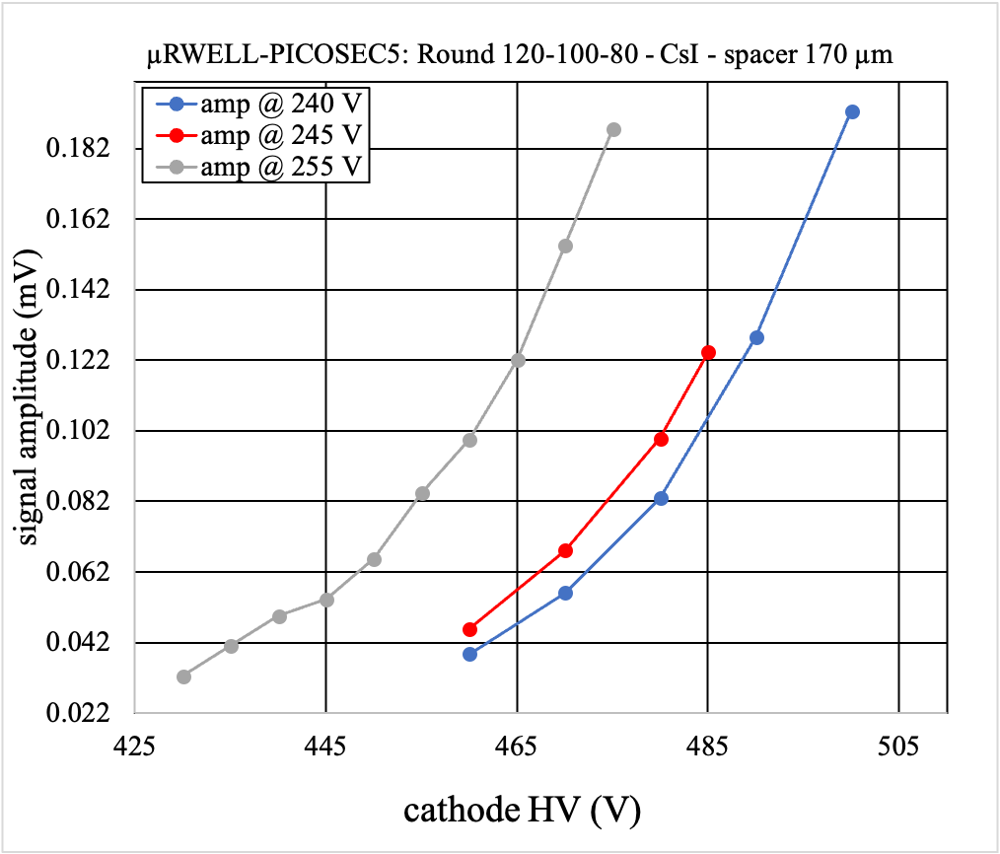 µRWELL-PICOSEC5: Round 120-100-80 - CsI - spacer 170 µm
amp @ 240 V
amp @ 245 V
amp @ 255 V
0.182
0.162
0.142
0.122
0.102
0.082
0.062
0.042
0.022
signal amplitude (mV)
425 445 465 485 505
cathode HV (V)